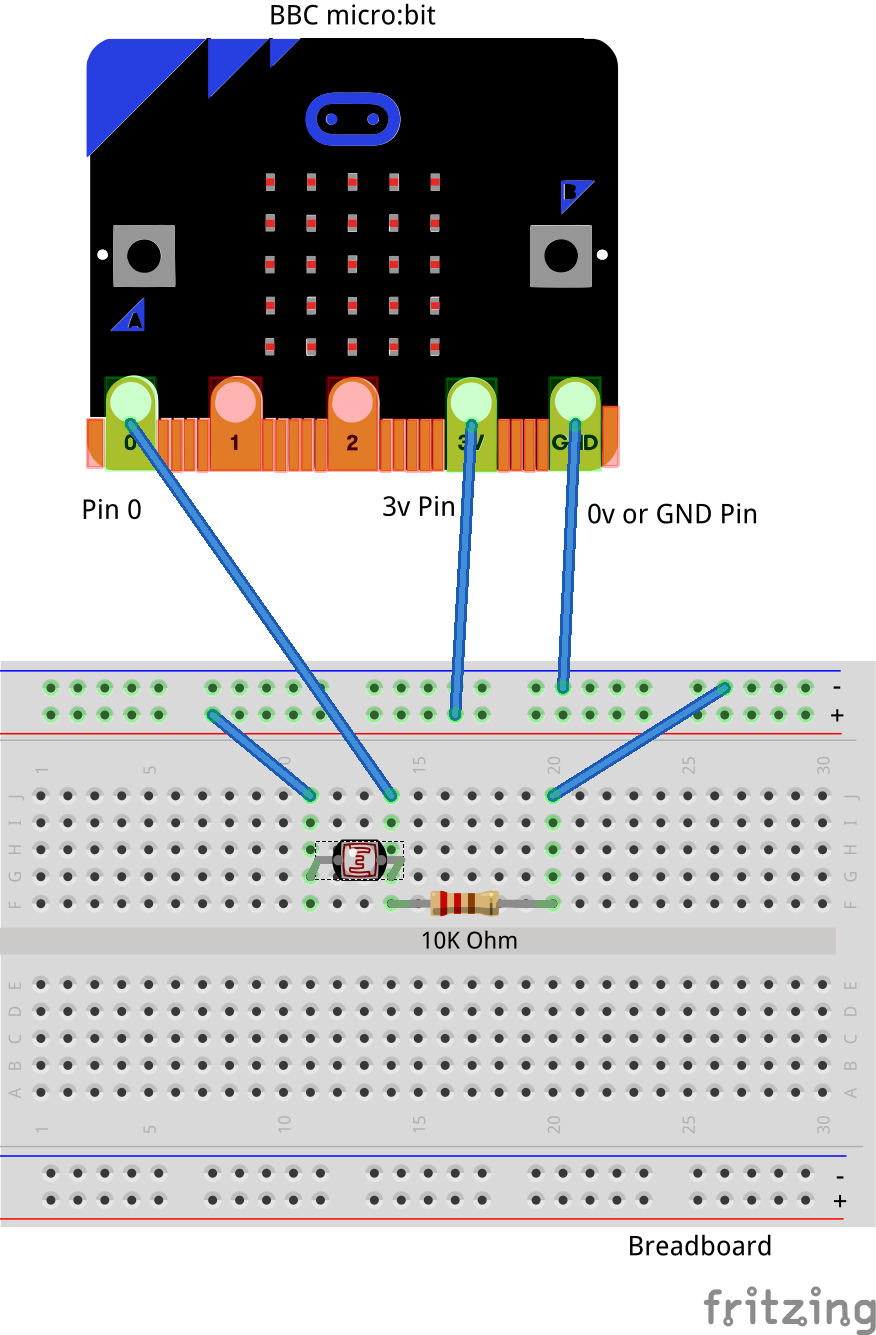 BBC micro:bit
B
A
0 1 2 3V GND
Pin 0
3v Pin
0v or GND Pin
-
+
1 5 10 15 20 25 30
J J
I I
H H
G G
F F
10K Ohm
E E
D D
C C
B B
A A
1 5 10 15 20 25 30
-
+
Breadboard
fritzing